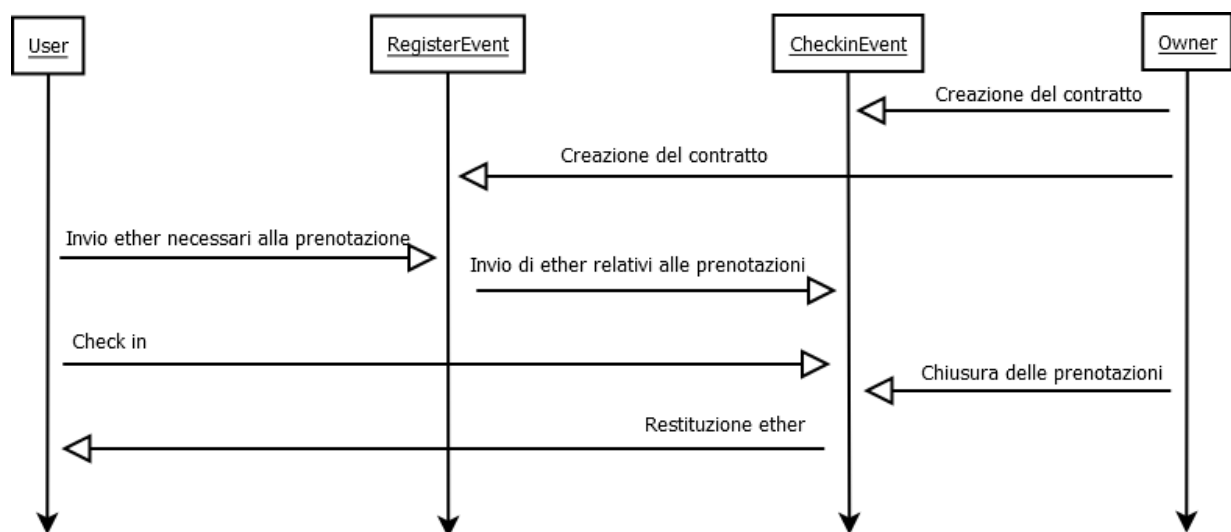 User
RegisterEvent
CheckinEvent
Owner
Creazione del contratto
Creazione del contratto
Invio ether necessari alla prenotazione
Invio di ether relativi alle prenotazioni
Check in
Chiusura delle prenotazioni
Restituzione ether